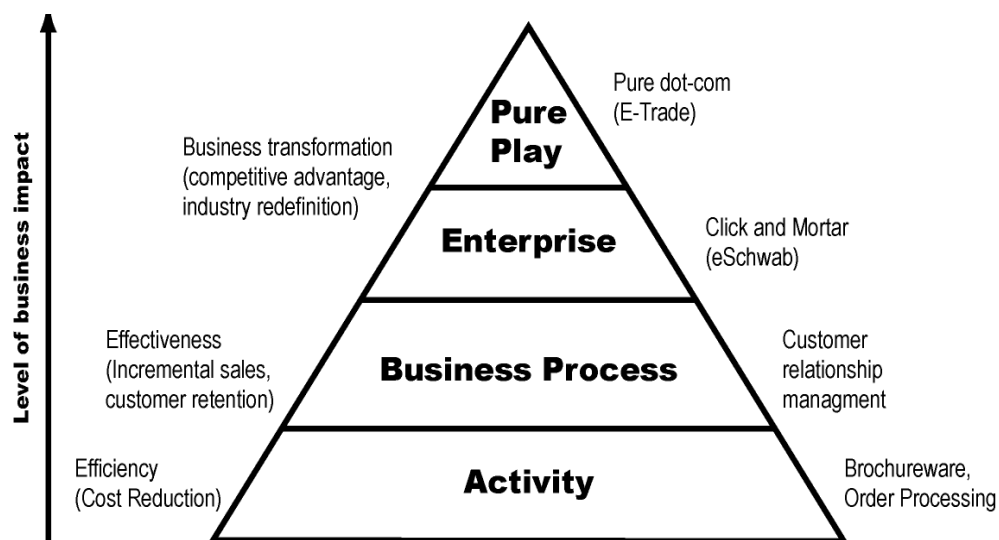 Level of business impact
Pure
Play
Pure dot-com
(E-Trade)
Business transformation
(competitive advantage,
industry redefinition)
Enterprise
Click and Mortar
(eSchwab)
Effectiveness
(Incremental sales,
customer retention)
Business Process
Customer
relationship
managment
Efficiency
(Cost Reduction)
Activity
Brochureware,
Order Processing